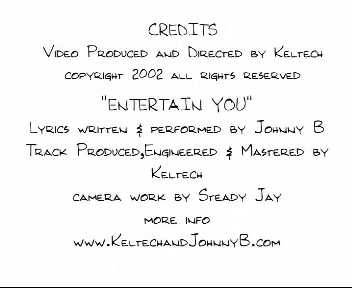 CREDITS
VIDEO PRODUCED AND DIRECTED BY KELTECH
COPYRIGHT 2002 ALL RIGHTS RESERVED
"ENTERTAIN YOU"
LYRICS WRITTEN & PERFORMED BY JOHNNY B
TRACK PRODUCED,ENGINEERED & MASTERED BY
KELTECH
CAMERA WORK BY STEADY JAY
MORE INFO
WWW.KELTECHANDJOHNNYB.COM